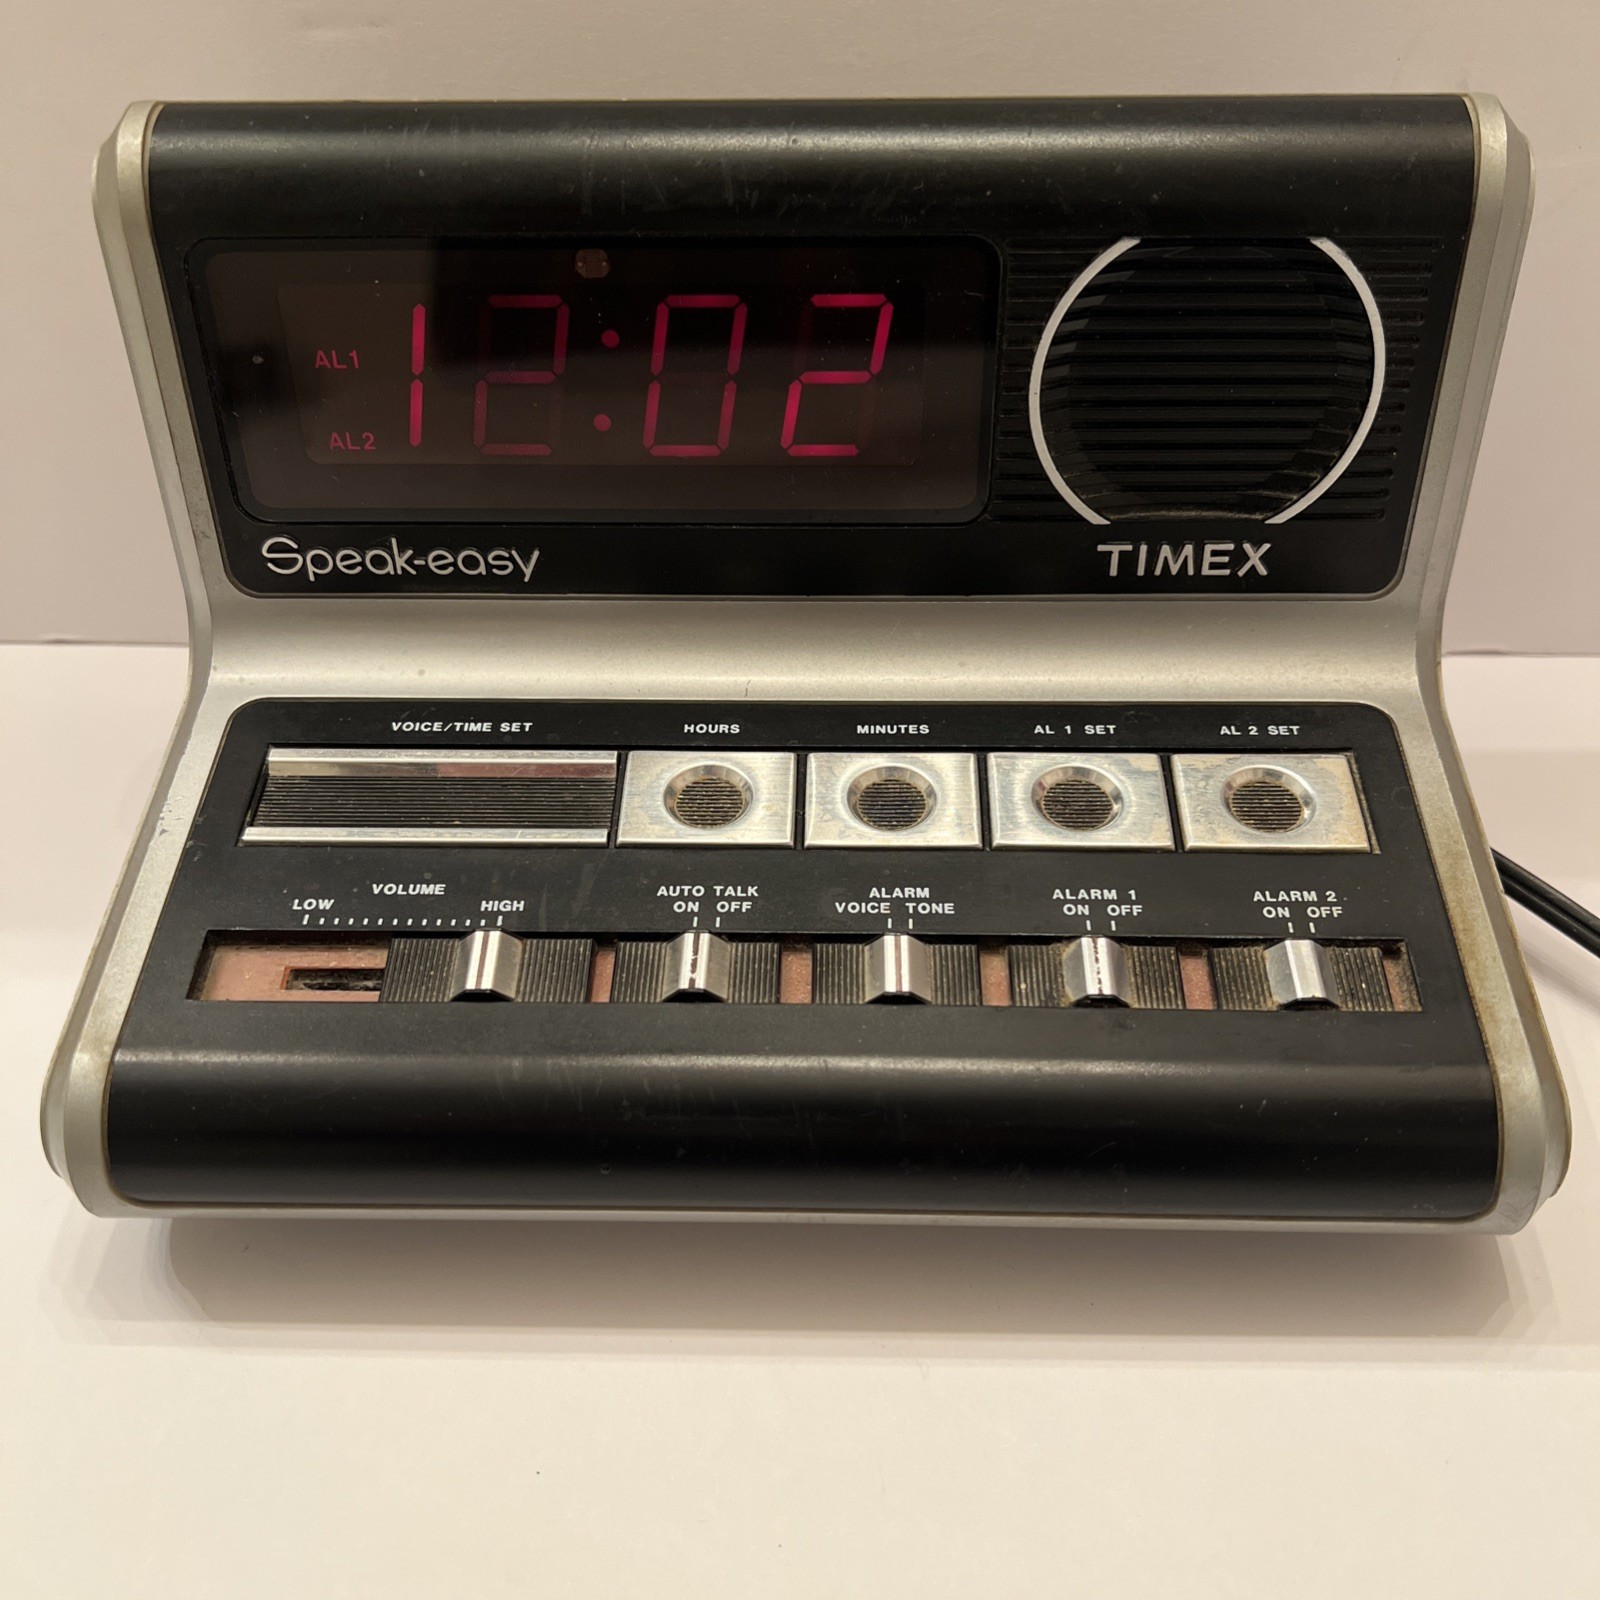 AL1
12:02
AL2
Speak-easy
TIMEX
VOICE/TIME SET
HOURS
MINUTES
AL 1 SET
AL 2 SET
VOLUME
LOW HIGH
AUTO TALK
ON OFF
ALARM
VOICE TONE
ALARM 1
ON OFF
ALARM 2
ON OFF